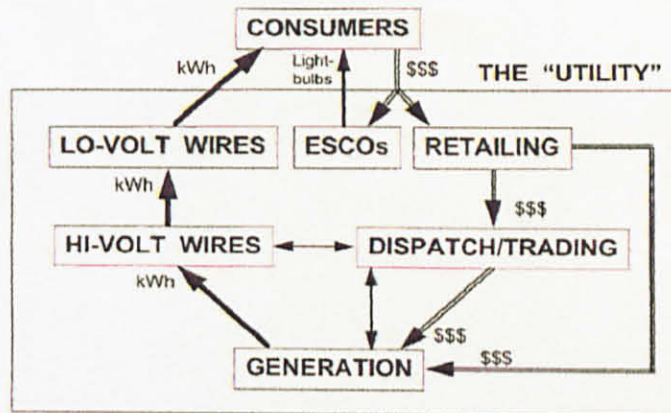 CONSUMERS
kWh
Light-
bulbs
$$$
THE "UTILITY"
LO-VOLT WIRES
ESCOs
RETAILING
kWh
$$$
HI-VOLT WIRES
DISPATCH/TRADING
kWh
$$$
$$$
GENERATION